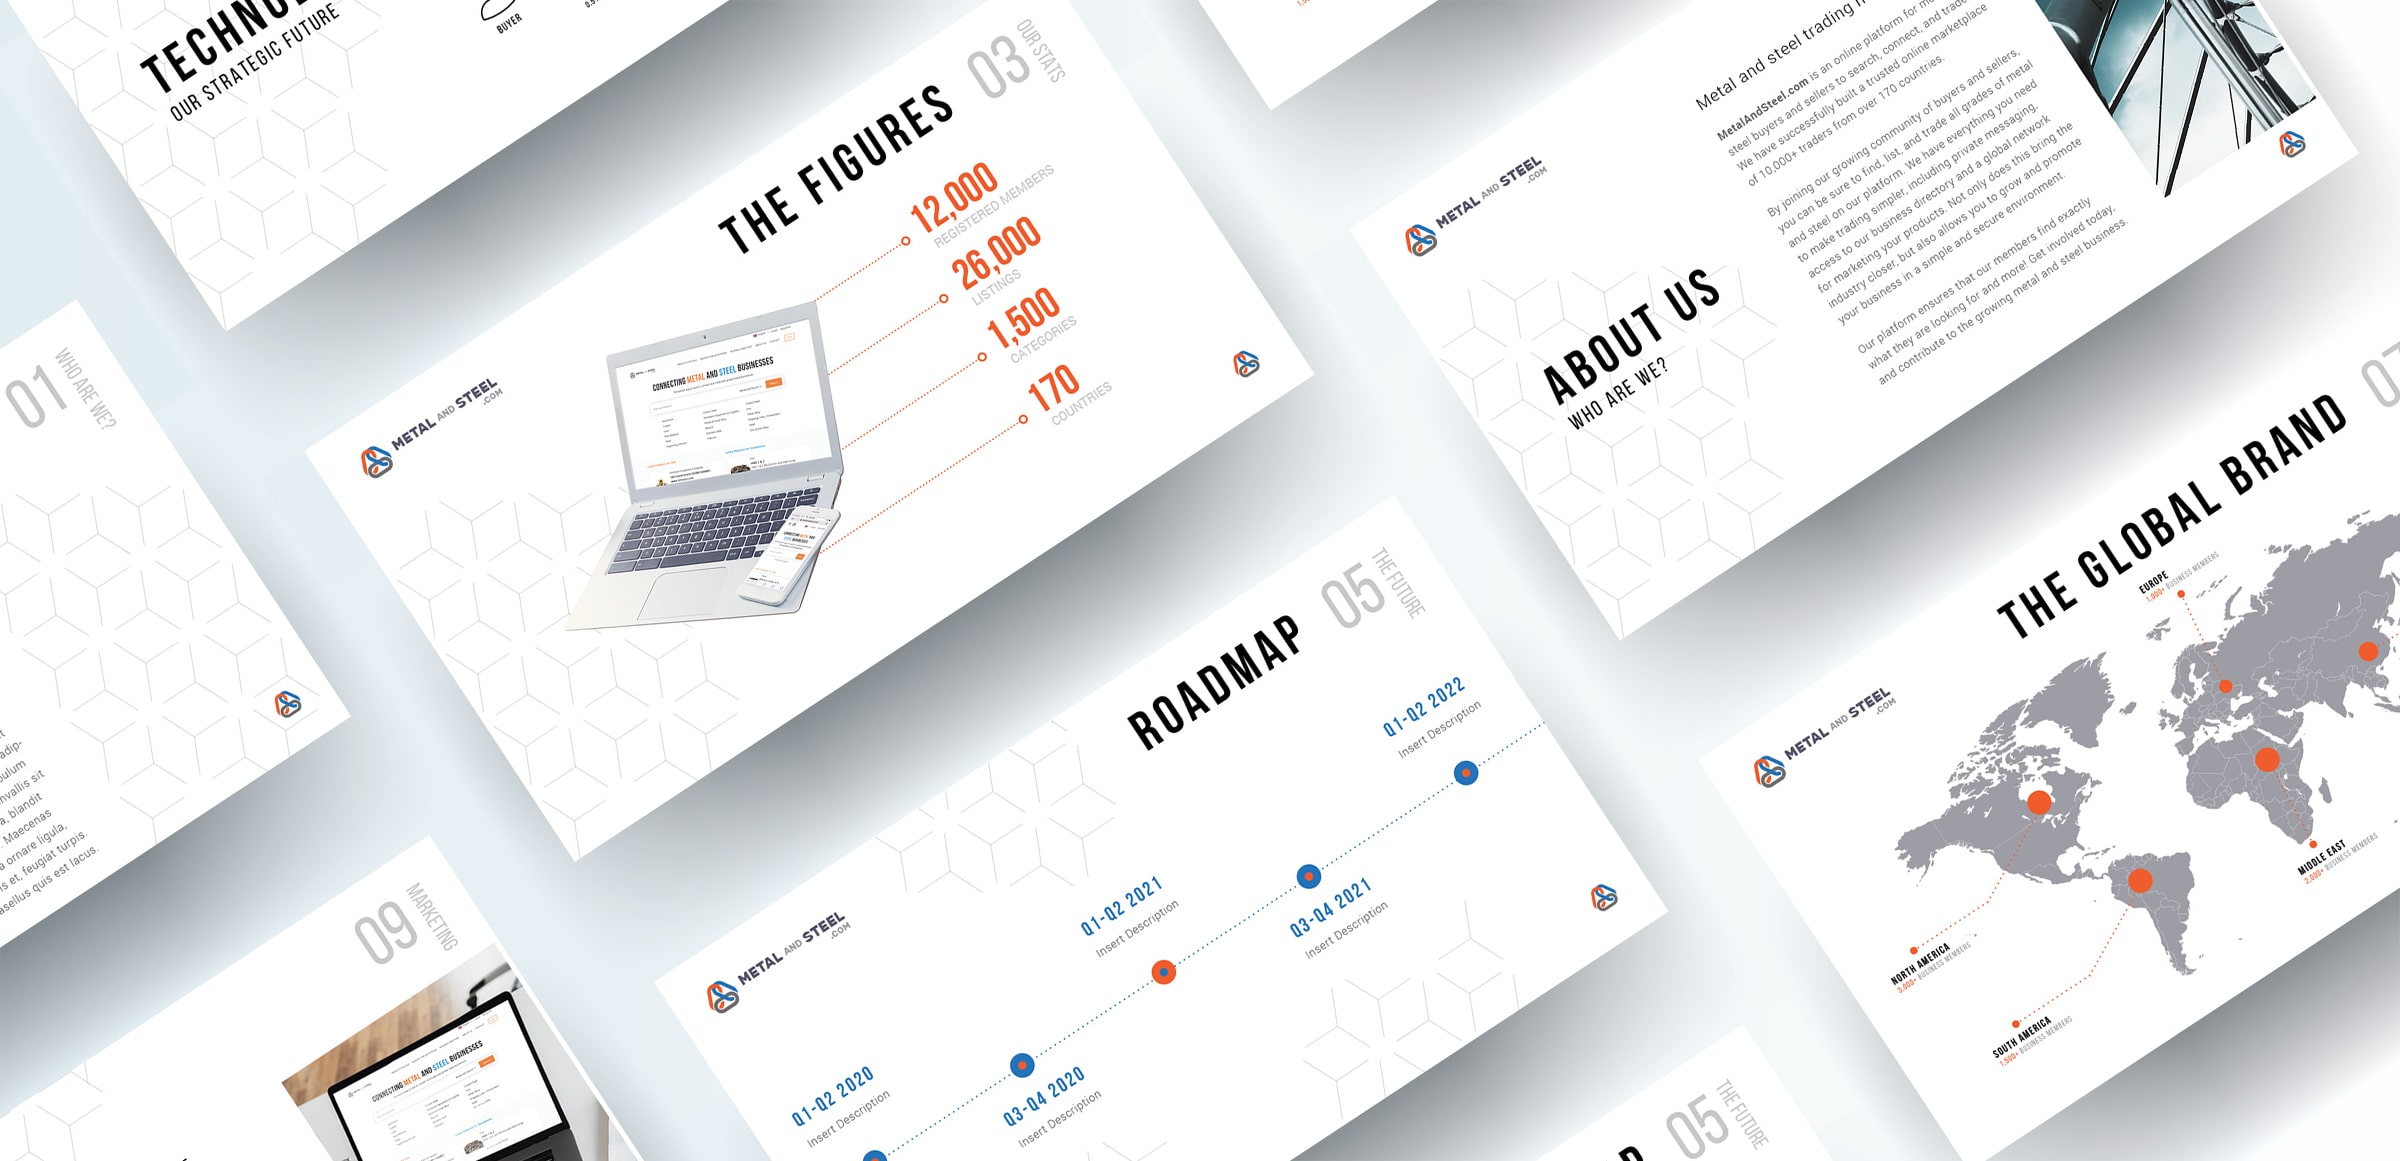 OUR STRATEGIC FUTURE
BUYER
03
OUR STATS
THE FIGURES
12,000
REGISTERED MEMBERS
26,000
LISTINGS
1,500
CATEGORIES
170
COUNTRIES
METAL AND STEEL
.COM
CONNECTING METAL AND STEEL BUSINESSES
01
WHO ARE WE?
invallis sit
a, blandit
Maecenas
ornare ligula,
et, feugiat turpis.
quis est lacus.
09
MARKETING
CONNECTING METAL AND STEEL BUSINESSES
05
THE FUTURE
ROADMAP
METAL AND STEEL
.COM
Q1-Q2 2020
Insert Description
Q3-Q4 2020
Insert Description
Q1-Q2 2021
Insert Description
Q3-Q4 2021
Insert Description
Q1-Q2 2022
Insert Description
METAL AND STEEL
.COM
ABOUT US
WHO ARE WE?
Metal and steel trading
MetalAndSteel.com is an online platform for
steel buyers and sellers to search, connect, and trade
We have successfully built a trusted online marketplace
of 10,000+ traders from over 170 countries.
By joining our growing community of buyers and sellers,
you can be sure to find, list, and trade all grades of metal
and steel on our platform. We have everything you need
to make trading simpler, including private messaging,
access to our business directory and a global network
for marketing your products. Not only does this bring the
industry closer, but also allows you to grow and promote
your business in a simple and secure environment.
Our platform ensures that our members find exactly
what they are looking for and more! Get involved today,
and contribute to the growing metal and steel business.
THE GLOBAL BRAND
METAL AND STEEL
.COM
EUROPE
1,000+ BUSINESS MEMBERS
MIDDLE EAST
2,000+ BUSINESS MEMBERS
NORTH AMERICA
3,000+ BUSINESS MEMBERS
SOUTH AMERICA
1,500+ BUSINESS MEMBERS
05
THE FUTURE